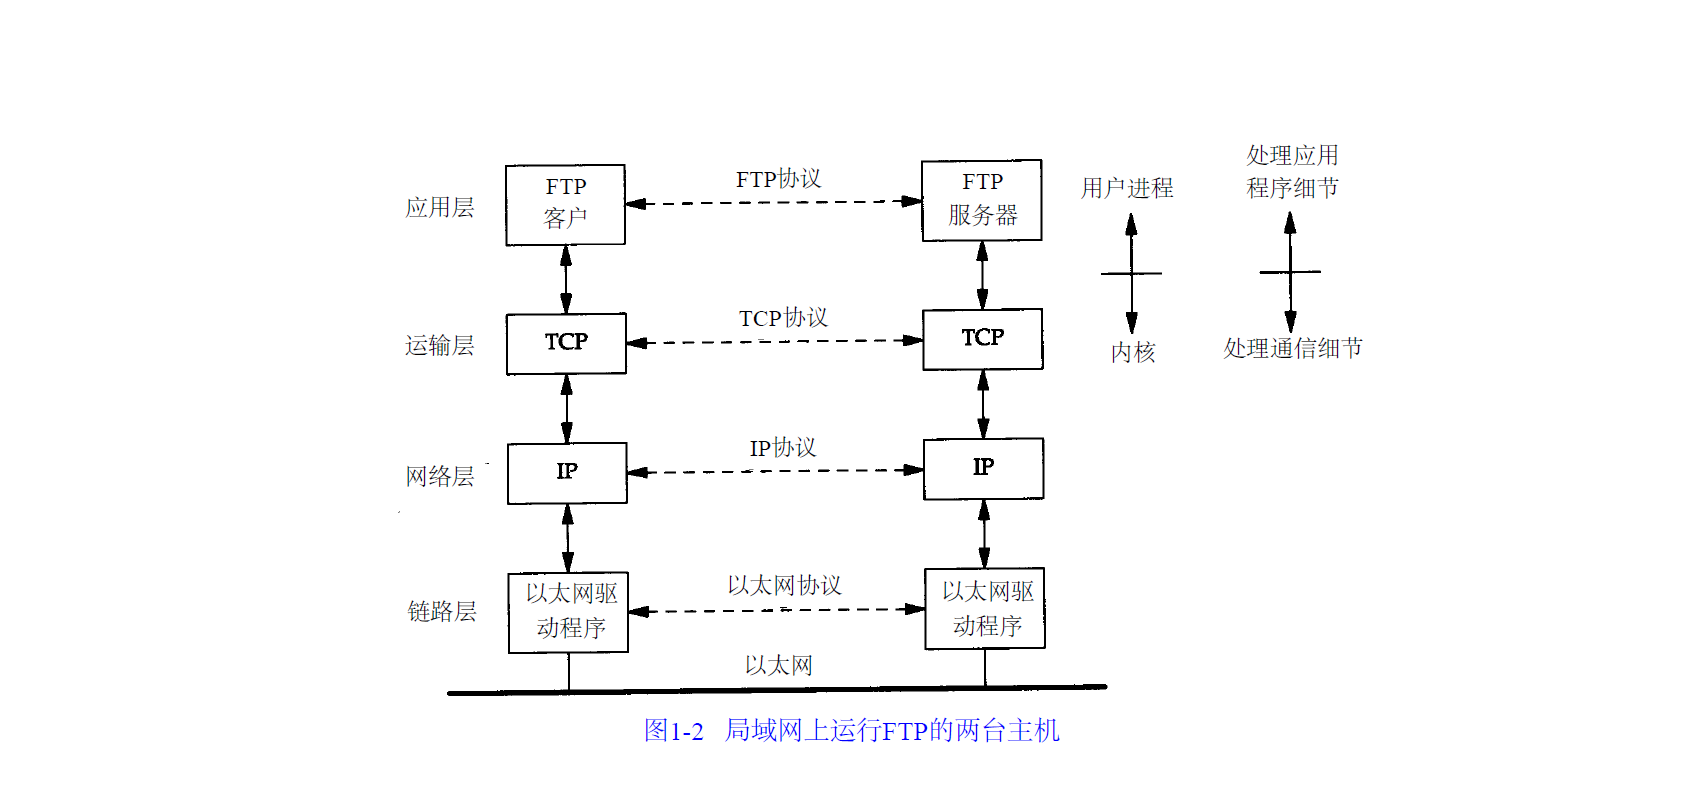 处理应用
程序细节
用户进程
FTP
客户
FTP协议
FTP
服务器
应用层
TCP协议
运输层
TCP
TCP
内核
处理通信细节
IP协议
网络层
IP
IP
以太网协议
链路层
以太网驱
动程序
以太网驱
动程序
以太网
图1-2 局域网上运行FTP的两台主机